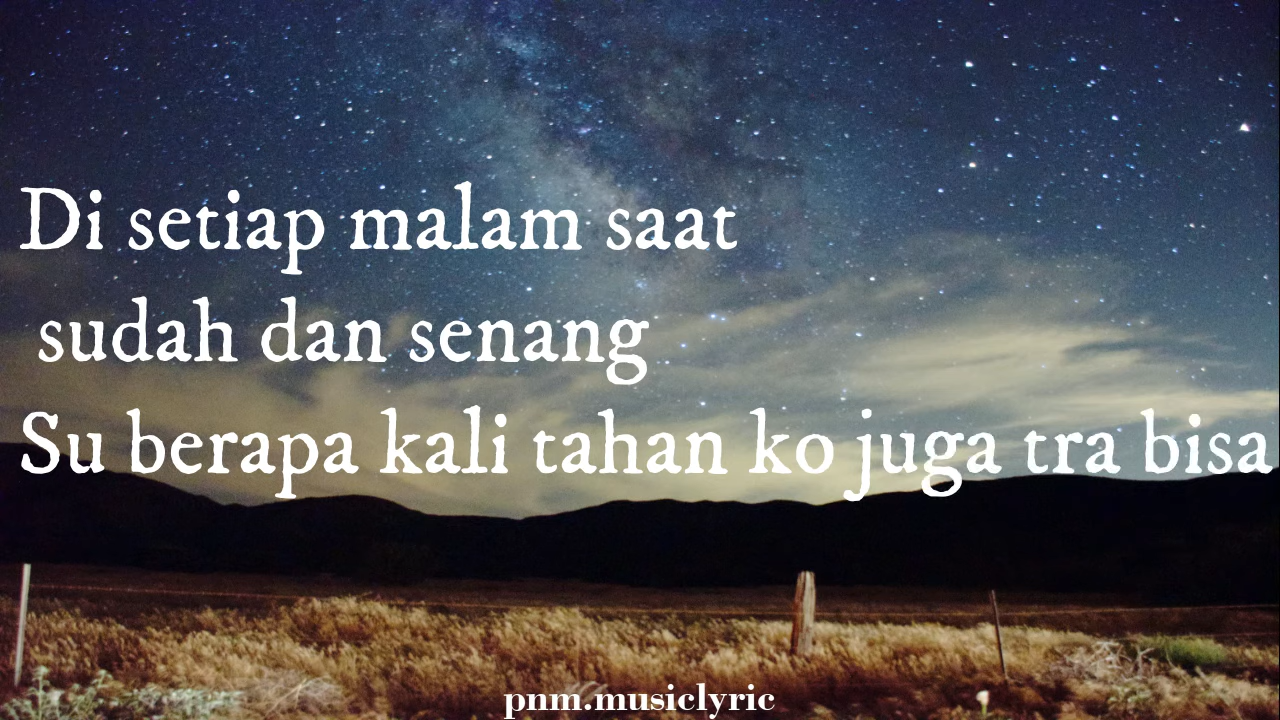 Di setiap malam saat
sudah dan senang
Su berapa kali tahan ko juga tra bisa
pnm.musiclyric